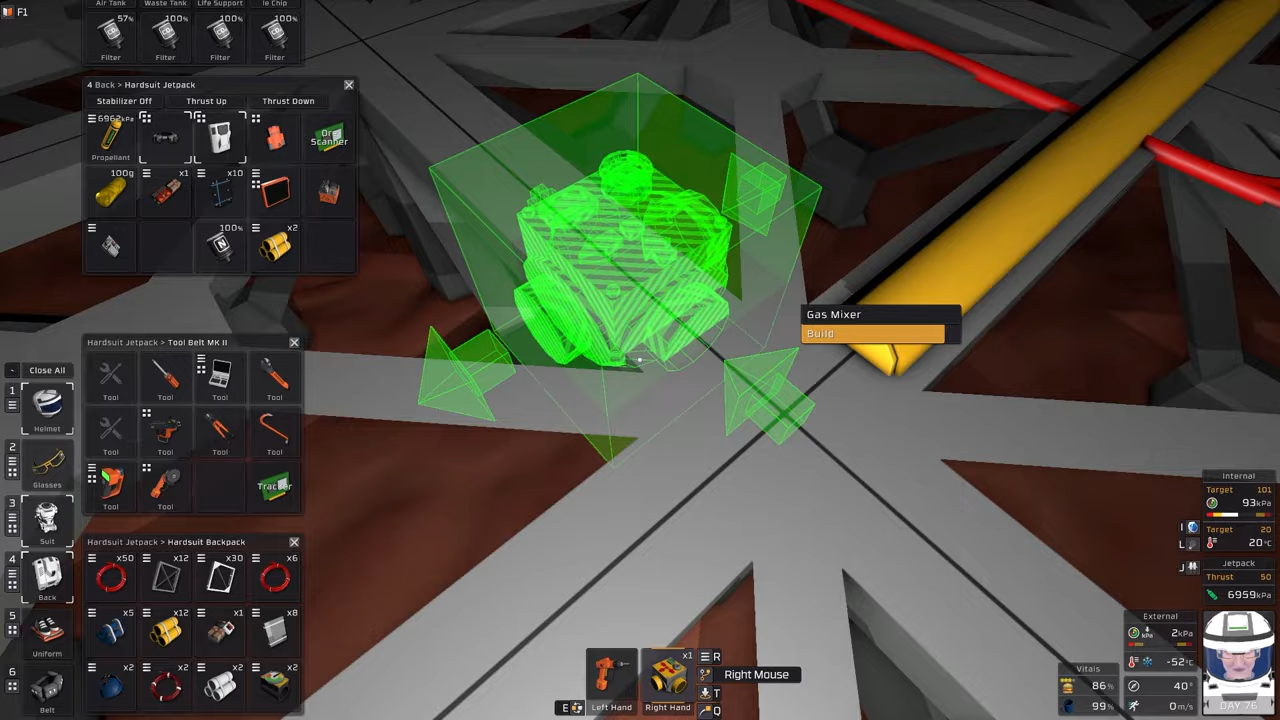 F1
Air Tank
Waste Tank
Life Support
le Chip
57%
100%
100%
100%
Filter
Filter
Filter
Filter
4 Back > Hardsuit Jetpack
Stabilizer Off
Thrust Up
Thrust Down
Propellant
Ore Scanner
100g
x1
x10
100%
x2
Gas Mixer
Build
Hardsuit Jetpack > Tool Belt MK II
Tool
Tool
Tool
Tool
Tool
Tool
Tool
Tool
Tool
Tool
Tracker
Close All
1
Helmet
2
Glasses
3
Suit
4
Back
5
Uniform
6
Belt
Hardsuit Jetpack > Hardsuit Backpack
x50
x12
x30
x6
x5
x12
x1
x8
x2
x2
x2
x2
E
Left Hand
x1
Right Hand
R
T
Q
Right Mouse
Internal
Target 101
93kPa
Target 20
20°C
Jetpack
Thrust 50
6959kPa
External
2kPa
-52°C
40°
0m/s
Vitals
86%
99%
DAY 76